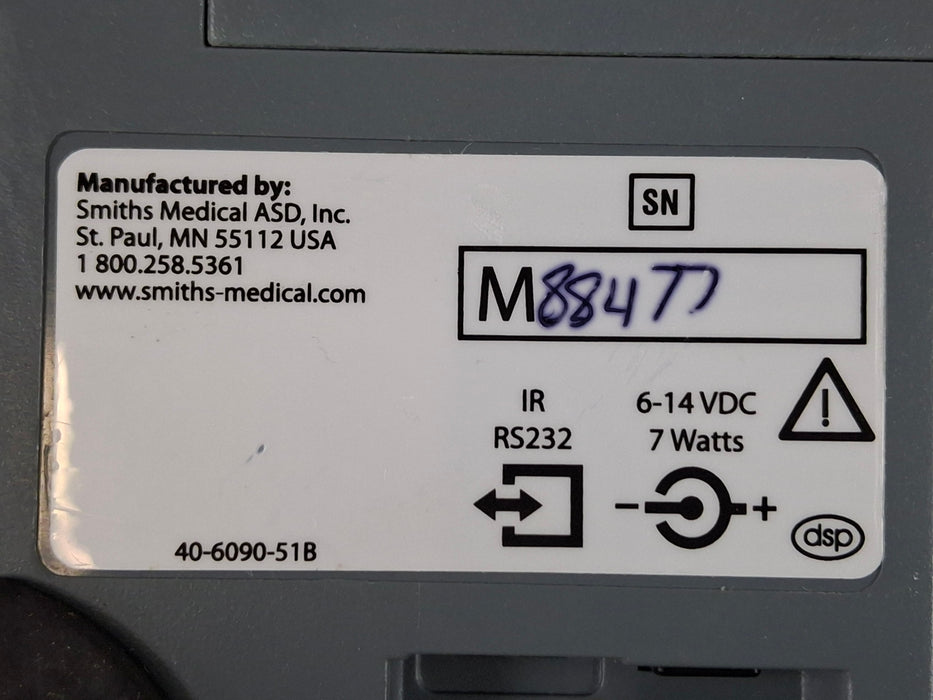 Manufactured by:
Smiths Medical ASD, Inc.
St. Paul, MN 55112 USA
1 800.258.5361
www.smiths-medical.com
SN
M88477
IR
RS232
6-14 VDC
7 Watts
- +
dsp
40-6090-51B